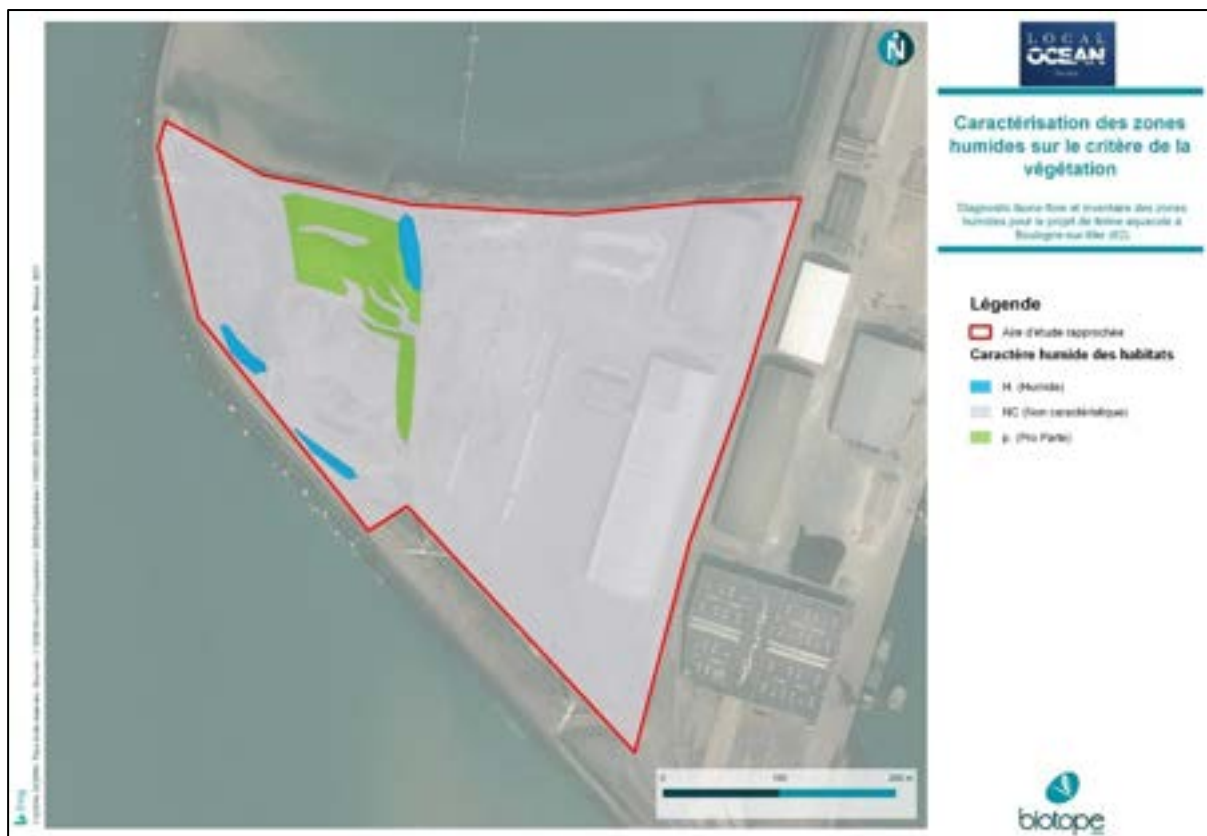 N
LOCAL
OCEAN
Caractérisation des zones
humides sur le critère de la
végétation
Diagnostic faune-flore et inventaire des zones
humides pour le projet de ferme aquacole à
Boulogne-sur-Mer (62)
Légende
Aire d'étude rapprochée
Caractère humide des habitats
H. (Humide)
NC (Non caractéristique)
p. (Pro Parte)
0 100 200 m
biotope